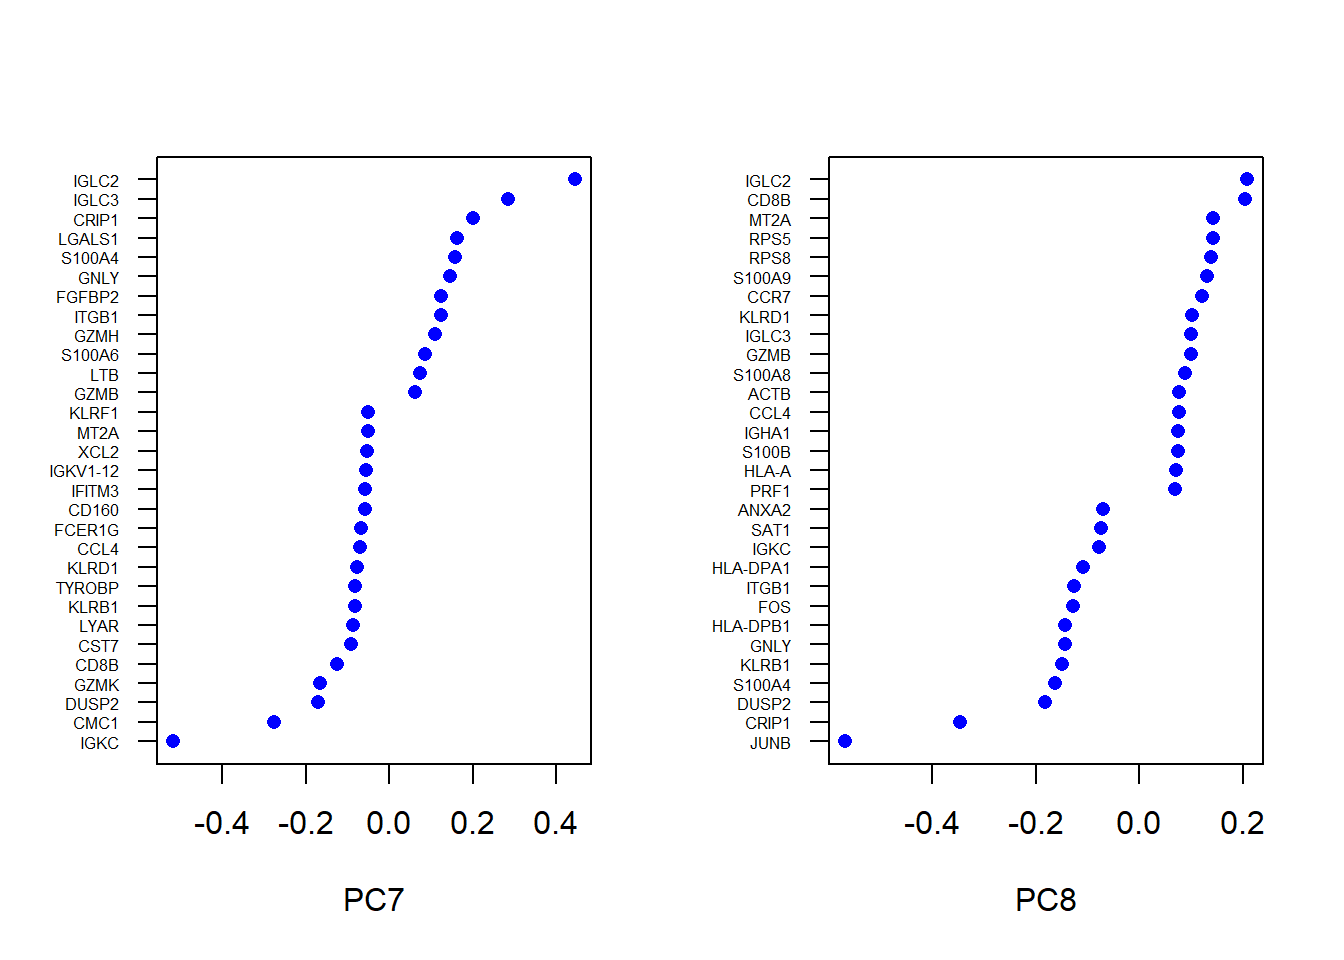 IGLC2
IGLC3
CRIP1
LGALS1
S100A4
GNLY
FGFBP2
ITGB1
GZMH
S100A6
LTB
GZMB
KLRF1
MT2A
XCL2
IGKV1-12
IFITM3
CD160
FCER1G
CCL4
KLRD1
TYROBP
KLRB1
LYAR
CST7
CD8B
GZMK
DUSP2
CMC1
IGKC
-0.4 -0.2 0.0 0.2 0.4
PC7
IGLC2
CD8B
MT2A
RPS5
RPS8
S100A9
CCR7
KLRD1
IGLC3
GZMB
S100A8
ACTB
CCL4
IGHA1
S100B
HLA-A
PRF1
ANXA2
SAT1
IGKC
HLA-DPA1
ITGB1
FOS
HLA-DPB1
GNLY
KLRB1
S100A4
DUSP2
CRIP1
JUNB
-0.4 -0.2 0.0 0.2
PC8